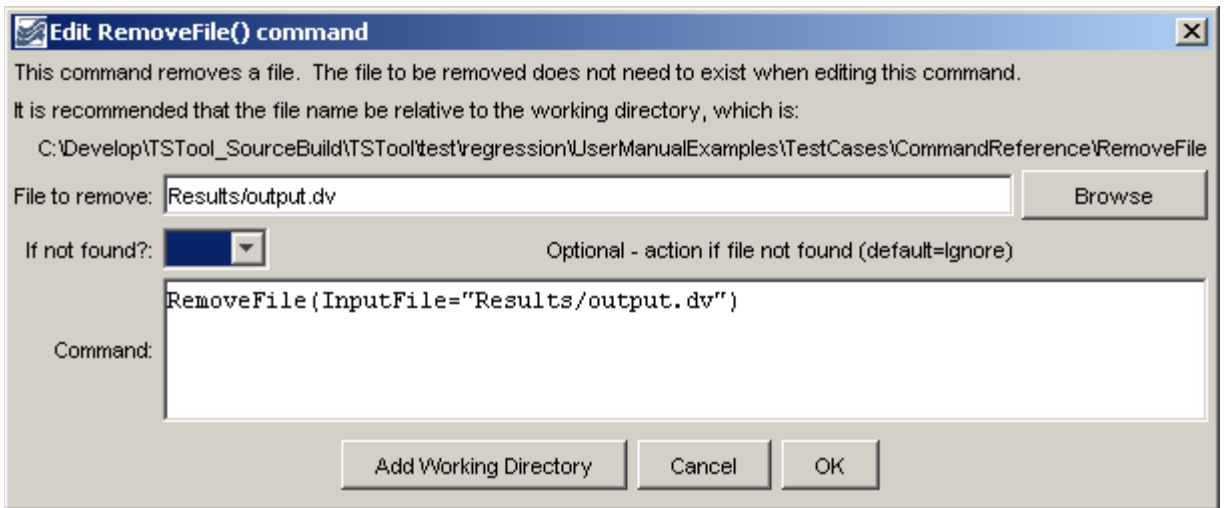 Edit RemoveFile() command
This command removes a file. The file to be removed does not need to exist when editing this command.
It is recommended that the file name be relative to the working directory, which is:
C:\Develop\TSTool_SourceBuild\TSTool\test\regression\UserManualExamples\TestCases\CommandReference\RemoveFile
File to remove: Results/output.dv Browse
If not found?: Optional - action if file not found (default=Ignore)
RemoveFile(InputFile="Results/output.dv")
Command:
Add Working Directory Cancel OK